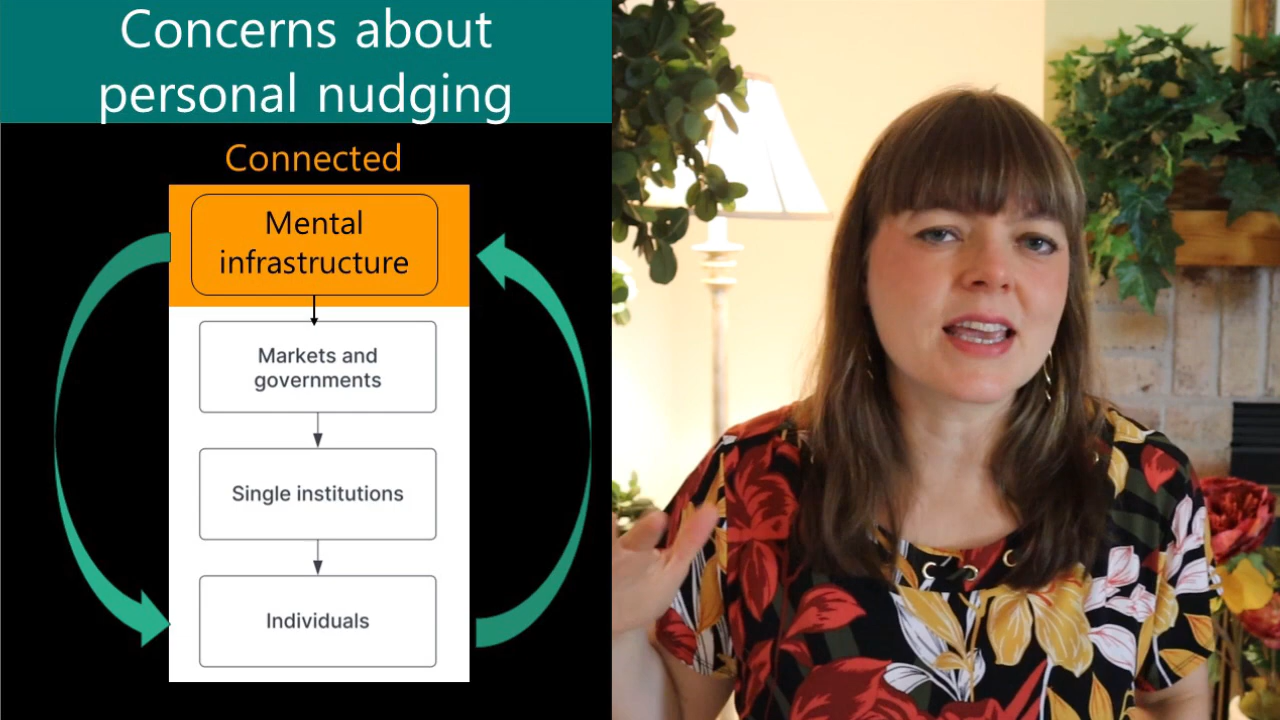 Concerns about
personal nudging
Connected
Mental
infrastructure
Markets and
governments
Single institutions
Individuals